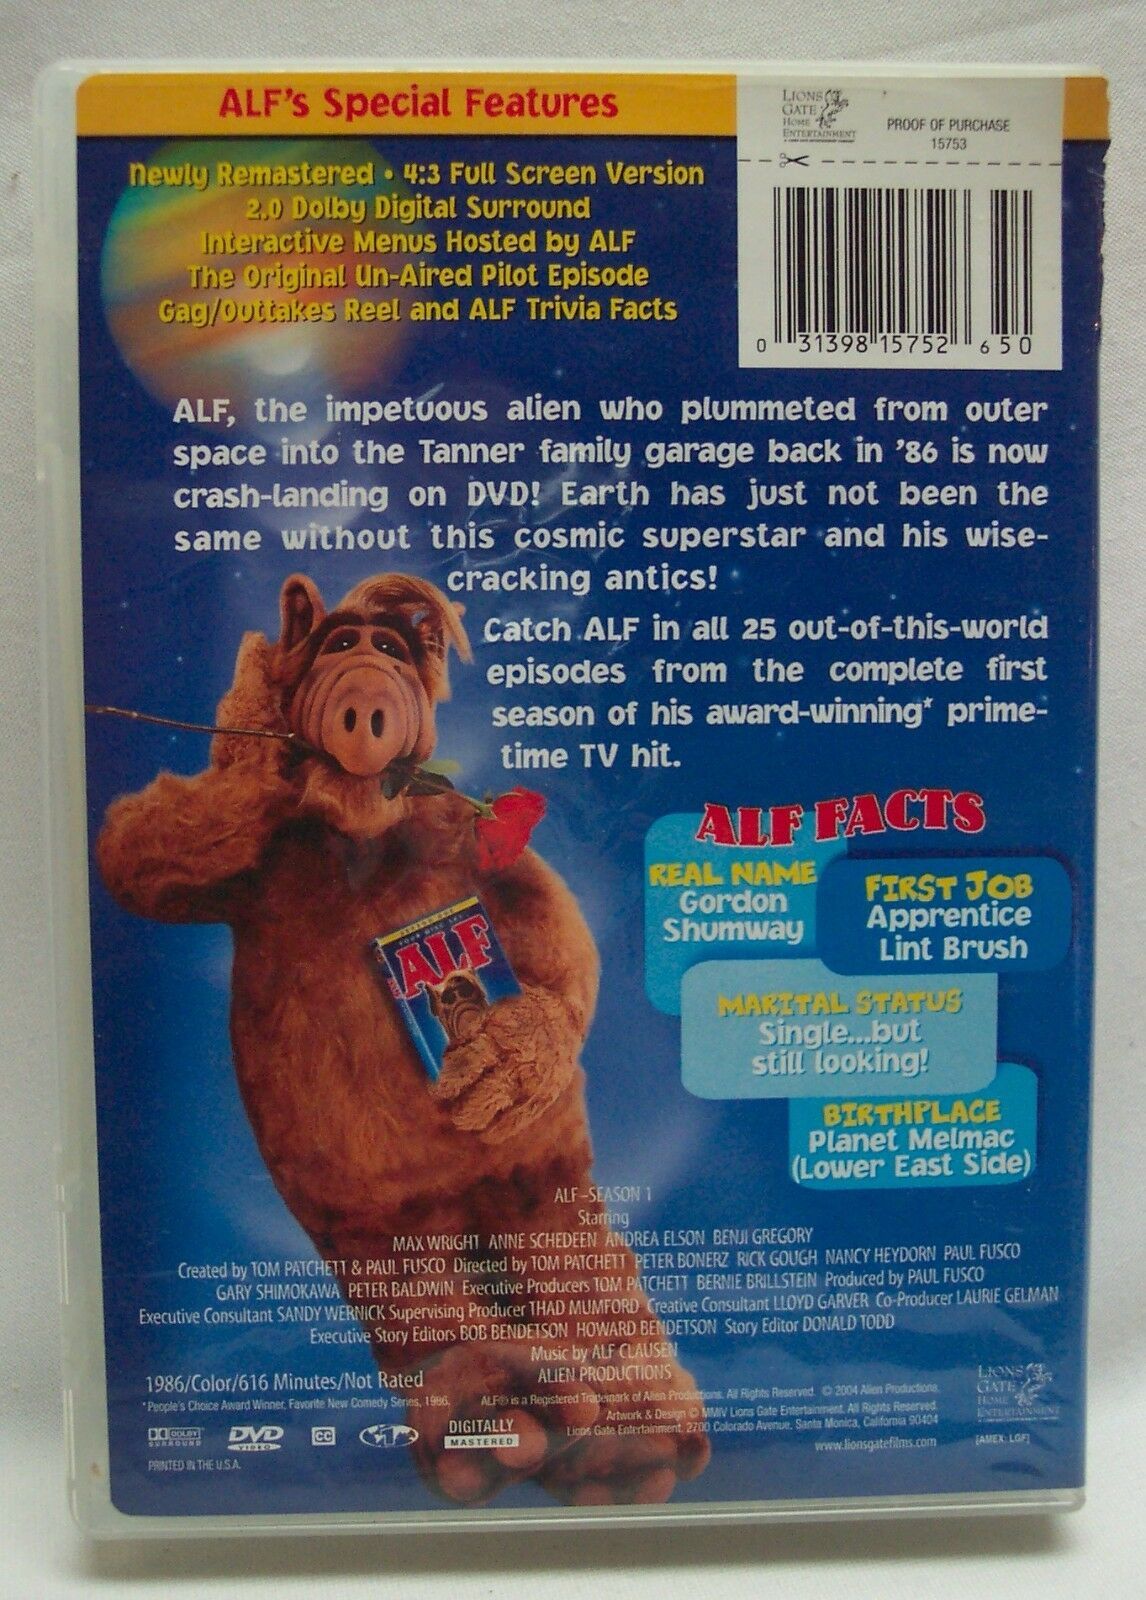 ALF's Special Features
Newly Remastered • 4:3 Full Screen Version
2.0 Dolby Digital Surround
Interactive Menus Hosted by ALF
The Original Un-Aired Pilot Episode
Gag/Outtakes Reel and ALF Trivia Facts
LIONS
GATE
HOME
ENTERTAINMENT
PROOF OF PURCHASE
15753
0 31398 15752 650
ALF, the impetuous alien who plummeted from outer
space into the Tanner family garage back in '86 is now
crash-landing on DVD! Earth has just not been the
same without this cosmic superstar and his wise-
cracking antics!
Catch ALF in all 25 out-of-this-world
episodes from the complete first
season of his award-winning* prime-
time TV hit.
ALF
ALF FACTS
REAL NAME
Gordon
Shumway
FIRST JOB
Apprentice
Lint Brush
MARITAL STATUS
Single...but
still looking!
BIRTHPLACE
Planet Melmac
(Lower East Side)
ALF-SEASON 1
Starring
MAX WRIGHT ANNE SCHEDEEN ANDREA ELSON BENJI GREGORY
Created by TOM PATCHETT & PAUL FUSCO Directed by TOM PATCHETT PETER BONERZ RICK GOUGH NANCY HEYDORN PAUL FUSCO
GARY SHIMOKAWA PETER BALDWIN Executive Producers TOM PATCHETT BERNIE BRILLSTEIN Produced by PAUL FUSCO
Executive Consultant SANDY WERNICK Supervising Producer THAD MUMFORD Creative Consultant LLOYD GARVER Co-Producer LAURIE GELMAN
Executive Story Editors BOB BENDETSON HOWARD BENDETSON Story Editor DONALD TODD
Music by ALF CLAUSEN
ALIEN PRODUCTIONS
1986/Color/616 Minutes/Not Rated
*People's Choice Award Winner, Favorite New Comedy Series, 1986.
ALF® is a Registered Trademark of Alien Productions. All Rights Reserved. © 2004 Alien Productions.
Artwork & Design © MMIV Lions Gate Entertainment. All Rights Reserved.
Lions Gate Entertainment, 2700 Colorado Avenue, Santa Monica, California 90404
DOLBY
SURROUND
DVD
VIDEO
CC
DIGITALLY
MASTERED
www.lionsgatefilms.com
[AMEX: LGF]
PRINTED IN THE U.S.A.
LIONS
GATE
HOME
ENTERTAINMENT